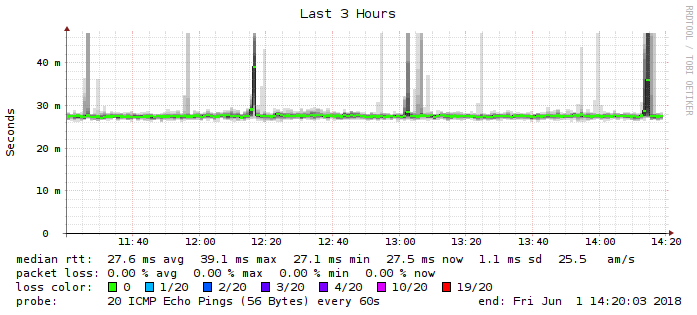 Last 3 Hours
RRDTOOL / TOBI OETIKER
Seconds
40 m
30 m
20 m
10 m
0
11:40 12:00 12:20 12:40 13:00 13:20 13:40 14:00 14:20
median rtt: 27.6 ms avg 39.1 ms max 27.1 ms min 27.5 ms now 1.1 ms sd 25.5 am/s
packet loss: 0.00 % avg 0.00 % max 0.00 % min 0.00 % now
loss color: 0 1/20 2/20 3/20 4/20 10/20 19/20
probe: 20 ICMP Echo Pings (56 Bytes) every 60s end: Fri Jun 1 14:20:03 2018